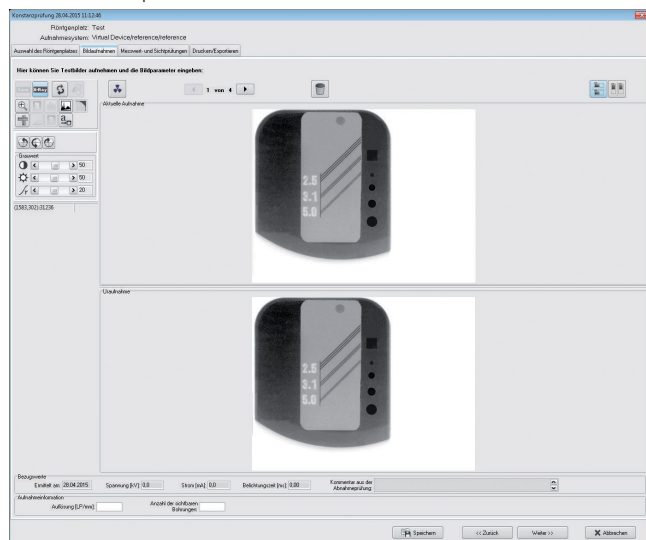 Konstanzprüfung 28.04.2015 11:12:46
Röntgenplatz: Test
Aufnahmesystem: Virtual Device/reference/reference
Auswahl des Röntgenplatzes Bildaufnahmen Messwert- und Sichtprüfungen Drucken/Exportieren
Hier können Sie Testbilder aufnehmen und die Bildparameter eingeben:
X-Ray
1 von 4
Aktuelle Aufnahme
Grauwert
50
50
20
(1583,302):31236
2.5
3.1
5.0
Uraufnahme
2.5
3.1
5.0
Bezugswerte
Ermittelt am: 28.04.2015 Spannung [kV]: 0,0 Strom [mA]: 0,0 Belichtungszeit [ms]: 0,00 Kommentar aus der
Abnahmeprüfung:
Aufnahmeinformation
Auflösung [LP/mm]: Anzahl der sichtbaren
Bohrungen:
Speichern << Zurück Weiter >> Abbrechen